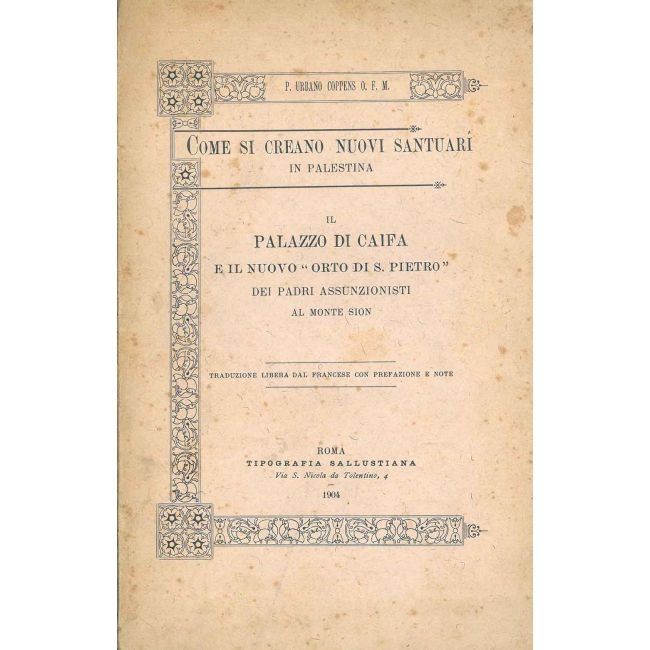 P. URBANO COPPENS O. F. M.
COME SI CREANO NUOVI SANTUARÍ
IN PALESTINA
IL
PALAZZO DI CAIFA
E IL NUOVO “ORTO DI S. PIETRO”
DEI PADRI ASSUNZIONISTI
AL MONTE SION
TRADUZIONE LIBERA DAL FRANCESE CON PREFAZIONE E NOTE
ROMA
TIPOGRAFIA SALLUSTIANA
Via S. Nicola da Tolentino, 4
1904